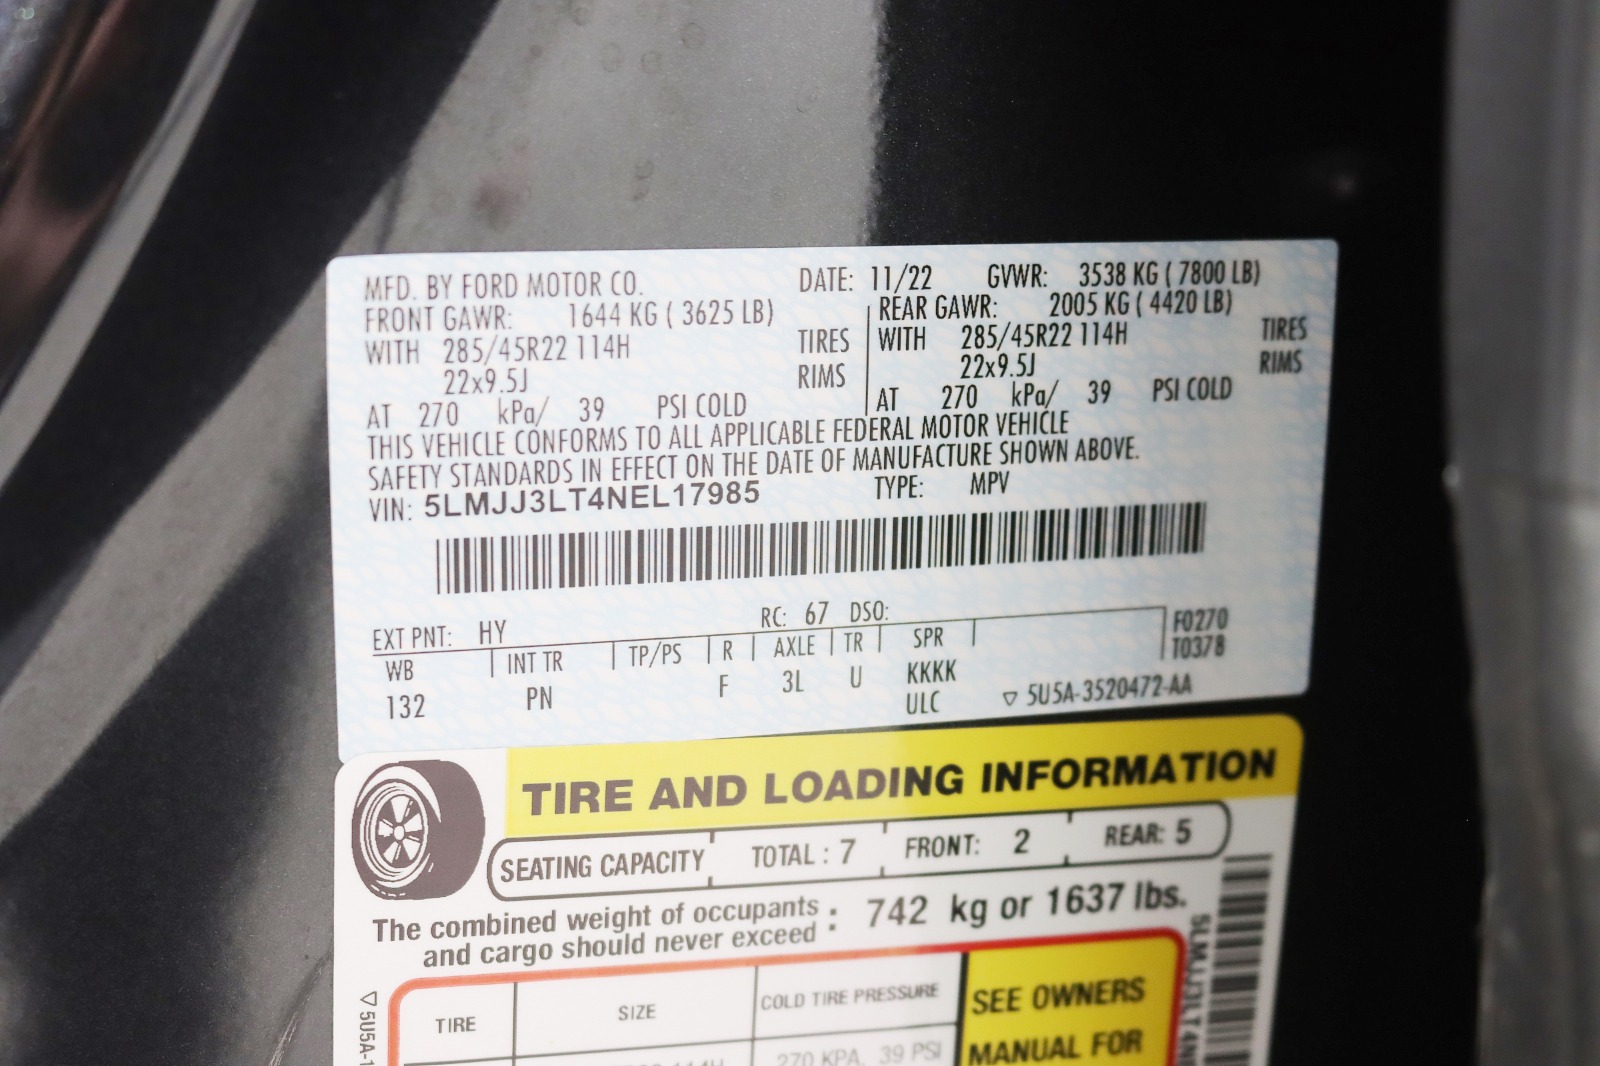 MFD. BY FORD MOTOR CO. DATE: 11/22 GVWR: 3538 KG ( 7800 LB)
FRONT GAWR: 1644 KG ( 3625 LB) REAR GAWR: 2005 KG ( 4420 LB)
WITH 285/45R22 114H TIRES WITH 285/45R22 114H TIRES
22x9.5J RIMS 22x9.5J RIMS
AT 270 kPa/ 39 PSI COLD AT 270 kPa/ 39 PSI COLD
THIS VEHICLE CONFORMS TO ALL APPLICABLE FEDERAL MOTOR VEHICLE
SAFETY STANDARDS IN EFFECT ON THE DATE OF MANUFACTURE SHOWN ABOVE.
VIN: 5LMJJ3LT4NEL17985 TYPE: MPV
EXT PNT: HY RC: 67 DSO: F0270
WB INT TR TP/PS R AXLE TR SPR T0378
132 PN F 3L U KKKK
ULC ▽ 5U5A-3520472-AA
TIRE AND LOADING INFORMATION
SEATING CAPACITY TOTAL : 7 FRONT: 2 REAR: 5
The combined weight of occupants : 742 kg or 1637 lbs.
and cargo should never exceed
TIRE SIZE COLD TIRE PRESSURE SEE OWNERS
114H 270 KPA, 39 PSI MANUAL FOR
▽ 5U5A-1
5LMJJ3LT4NE